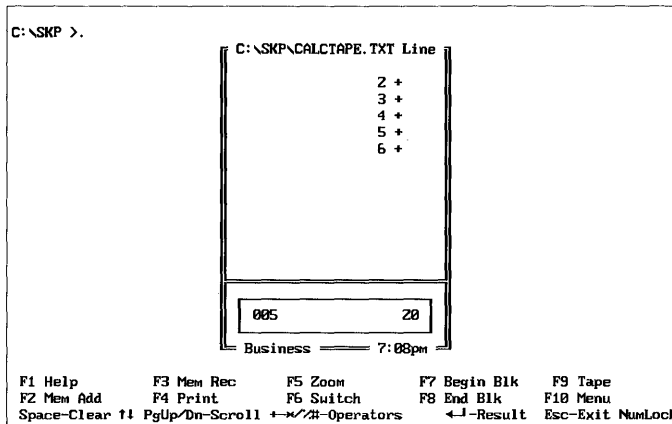 C:\SKP >.
C:\SKP\CALCTAPE.TXT Line
2 +
3 +
4 +
5 +
6 +
005 20
Business 7:08pm
F1 Help F3 Mem Rec F5 Zoom F7 Begin Blk F9 Tape
F2 Mem Add F4 Print F6 Switch F8 End Blk F10 Menu
Space-Clear ↑↓ PgUp/Dn-Scroll +-*/%#-Operators ↵-Result Esc-Exit NumLock